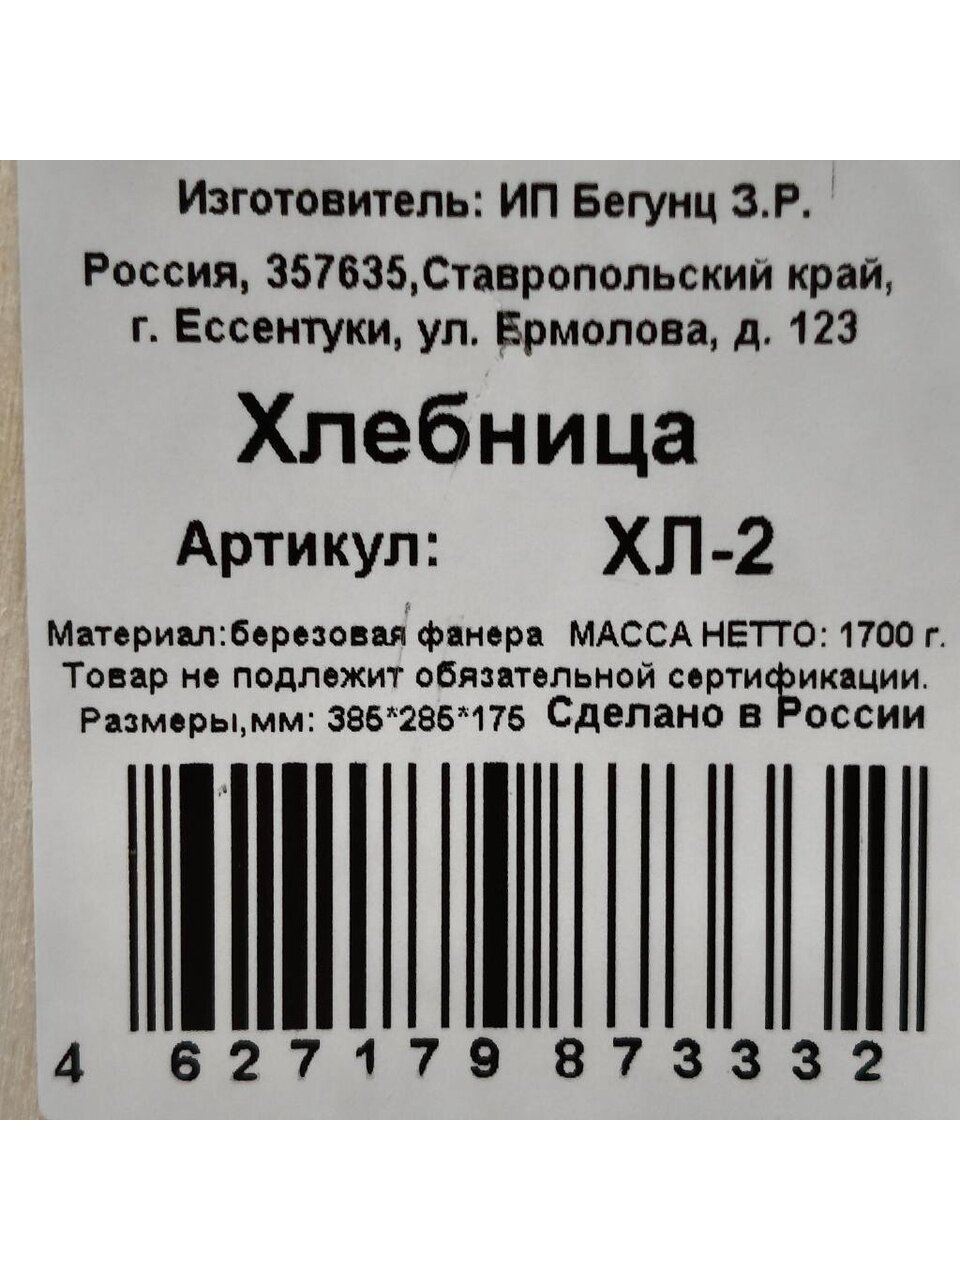 Изготовитель: ИП Бегунц З.Р.
Россия, 357635,Ставропольский край,
г. Ессентуки, ул. Ермолова, д. 123
Хлебница
Артикул: ХЛ-2
Материал:березовая фанера МАССА НЕТТО: 1700 г.
Товар не подлежит обязательной сертификации.
Размеры,мм: 385*285*175 Сделано в России
4 627179 873332